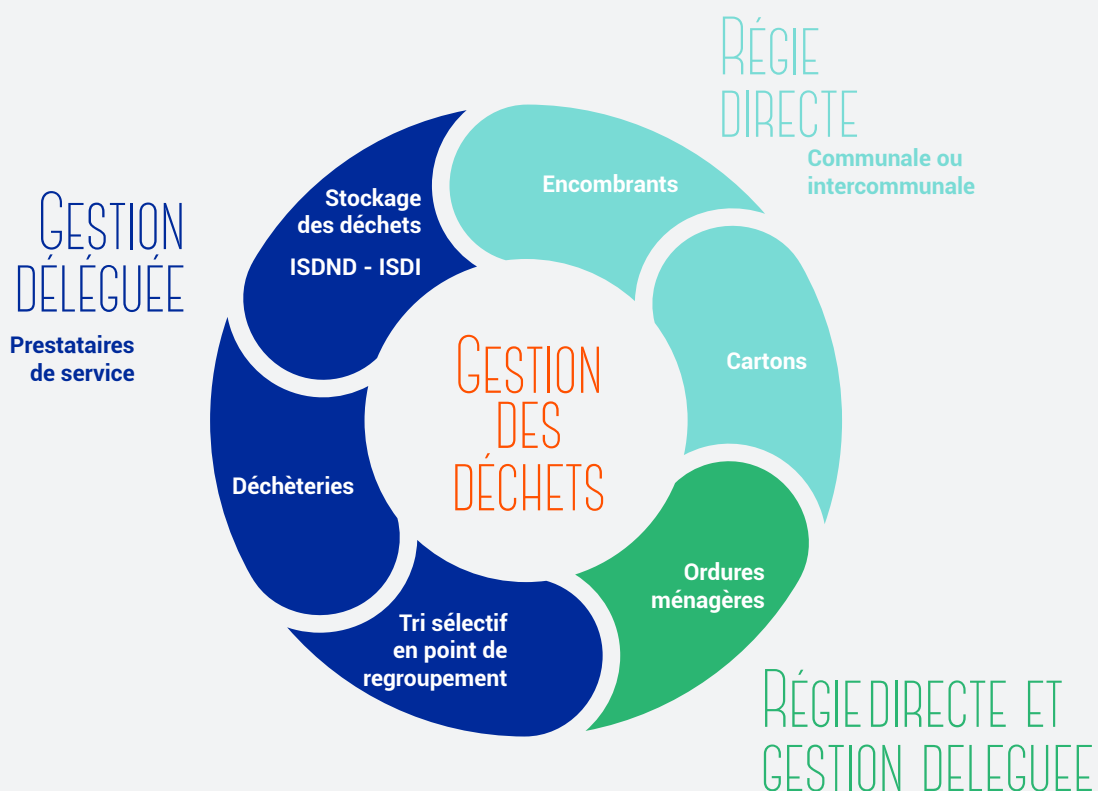 RÉGIE
DIRECTE
Communale ou
intercommunale
Encombrants
Cartons
Ordures
ménagères
RÉGIE DIRECTE ET
GESTION DELEGUEE
Tri sélectif
en point de
regroupement
Déchèteries
Stockage
des déchets
ISDND - ISDI
GESTION
DÉLÉGUÉE
Prestataires
de service
GESTION
DES
DÉCHETS